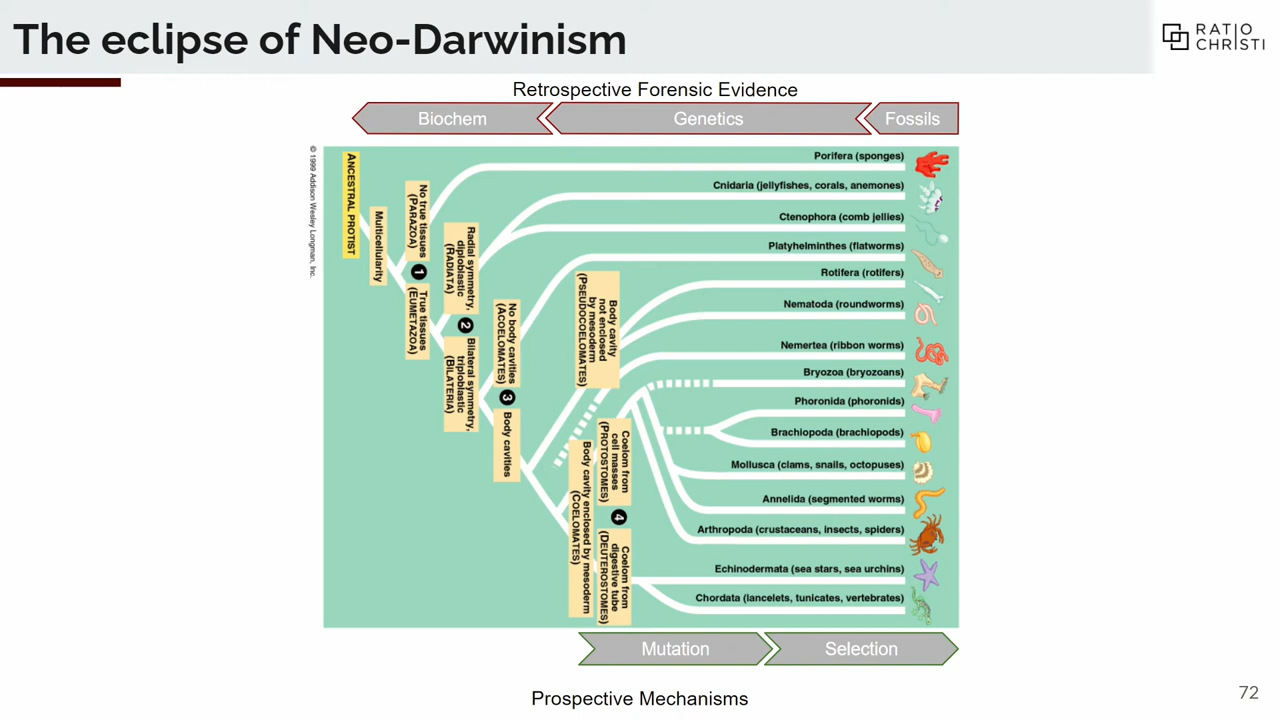 The eclipse of Neo-Darwinism
RATIO
CHRISTI
Retrospective Forensic Evidence
Biochem
Genetics
Fossils
© 1999 Addison Wesley Longman, Inc.
ANCESTRAL PROTIST
Multicellularity
No true tissues
(PARAZOA)
1
True tissues
(EUMETAZOA)
Radial symmetry,
diploblastic
(RADIATA)
2
Bilateral symmetry,
triploblastic
(BILATERIA)
No body cavities
(ACOELOMATES)
3
Body cavities
Body cavity
not enclosed
by mesoderm
(PSEUDOCOELOMATES)
Body cavity enclosed by mesoderm
(COELOMATES)
Coelom from
cell masses
(PROTOSTOMES)
4
Coelom from
digestive tube
(DEUTEROSTOMES)
Porifera (sponges)
Cnidaria (jellyfishes, corals, anemones)
Ctenophora (comb jellies)
Platyhelminthes (flatworms)
Rotifera (rotifers)
Nematoda (roundworms)
Nemertea (ribbon worms)
Bryozoa (bryozoans)
Phoronida (phoronids)
Brachiopoda (brachiopods)
Mollusca (clams, snails, octopuses)
Annelida (segmented worms)
Arthropoda (crustaceans, insects, spiders)
Echinodermata (sea stars, sea urchins)
Chordata (lancelets, tunicates, vertebrates)
Mutation
Selection
Prospective Mechanisms
72